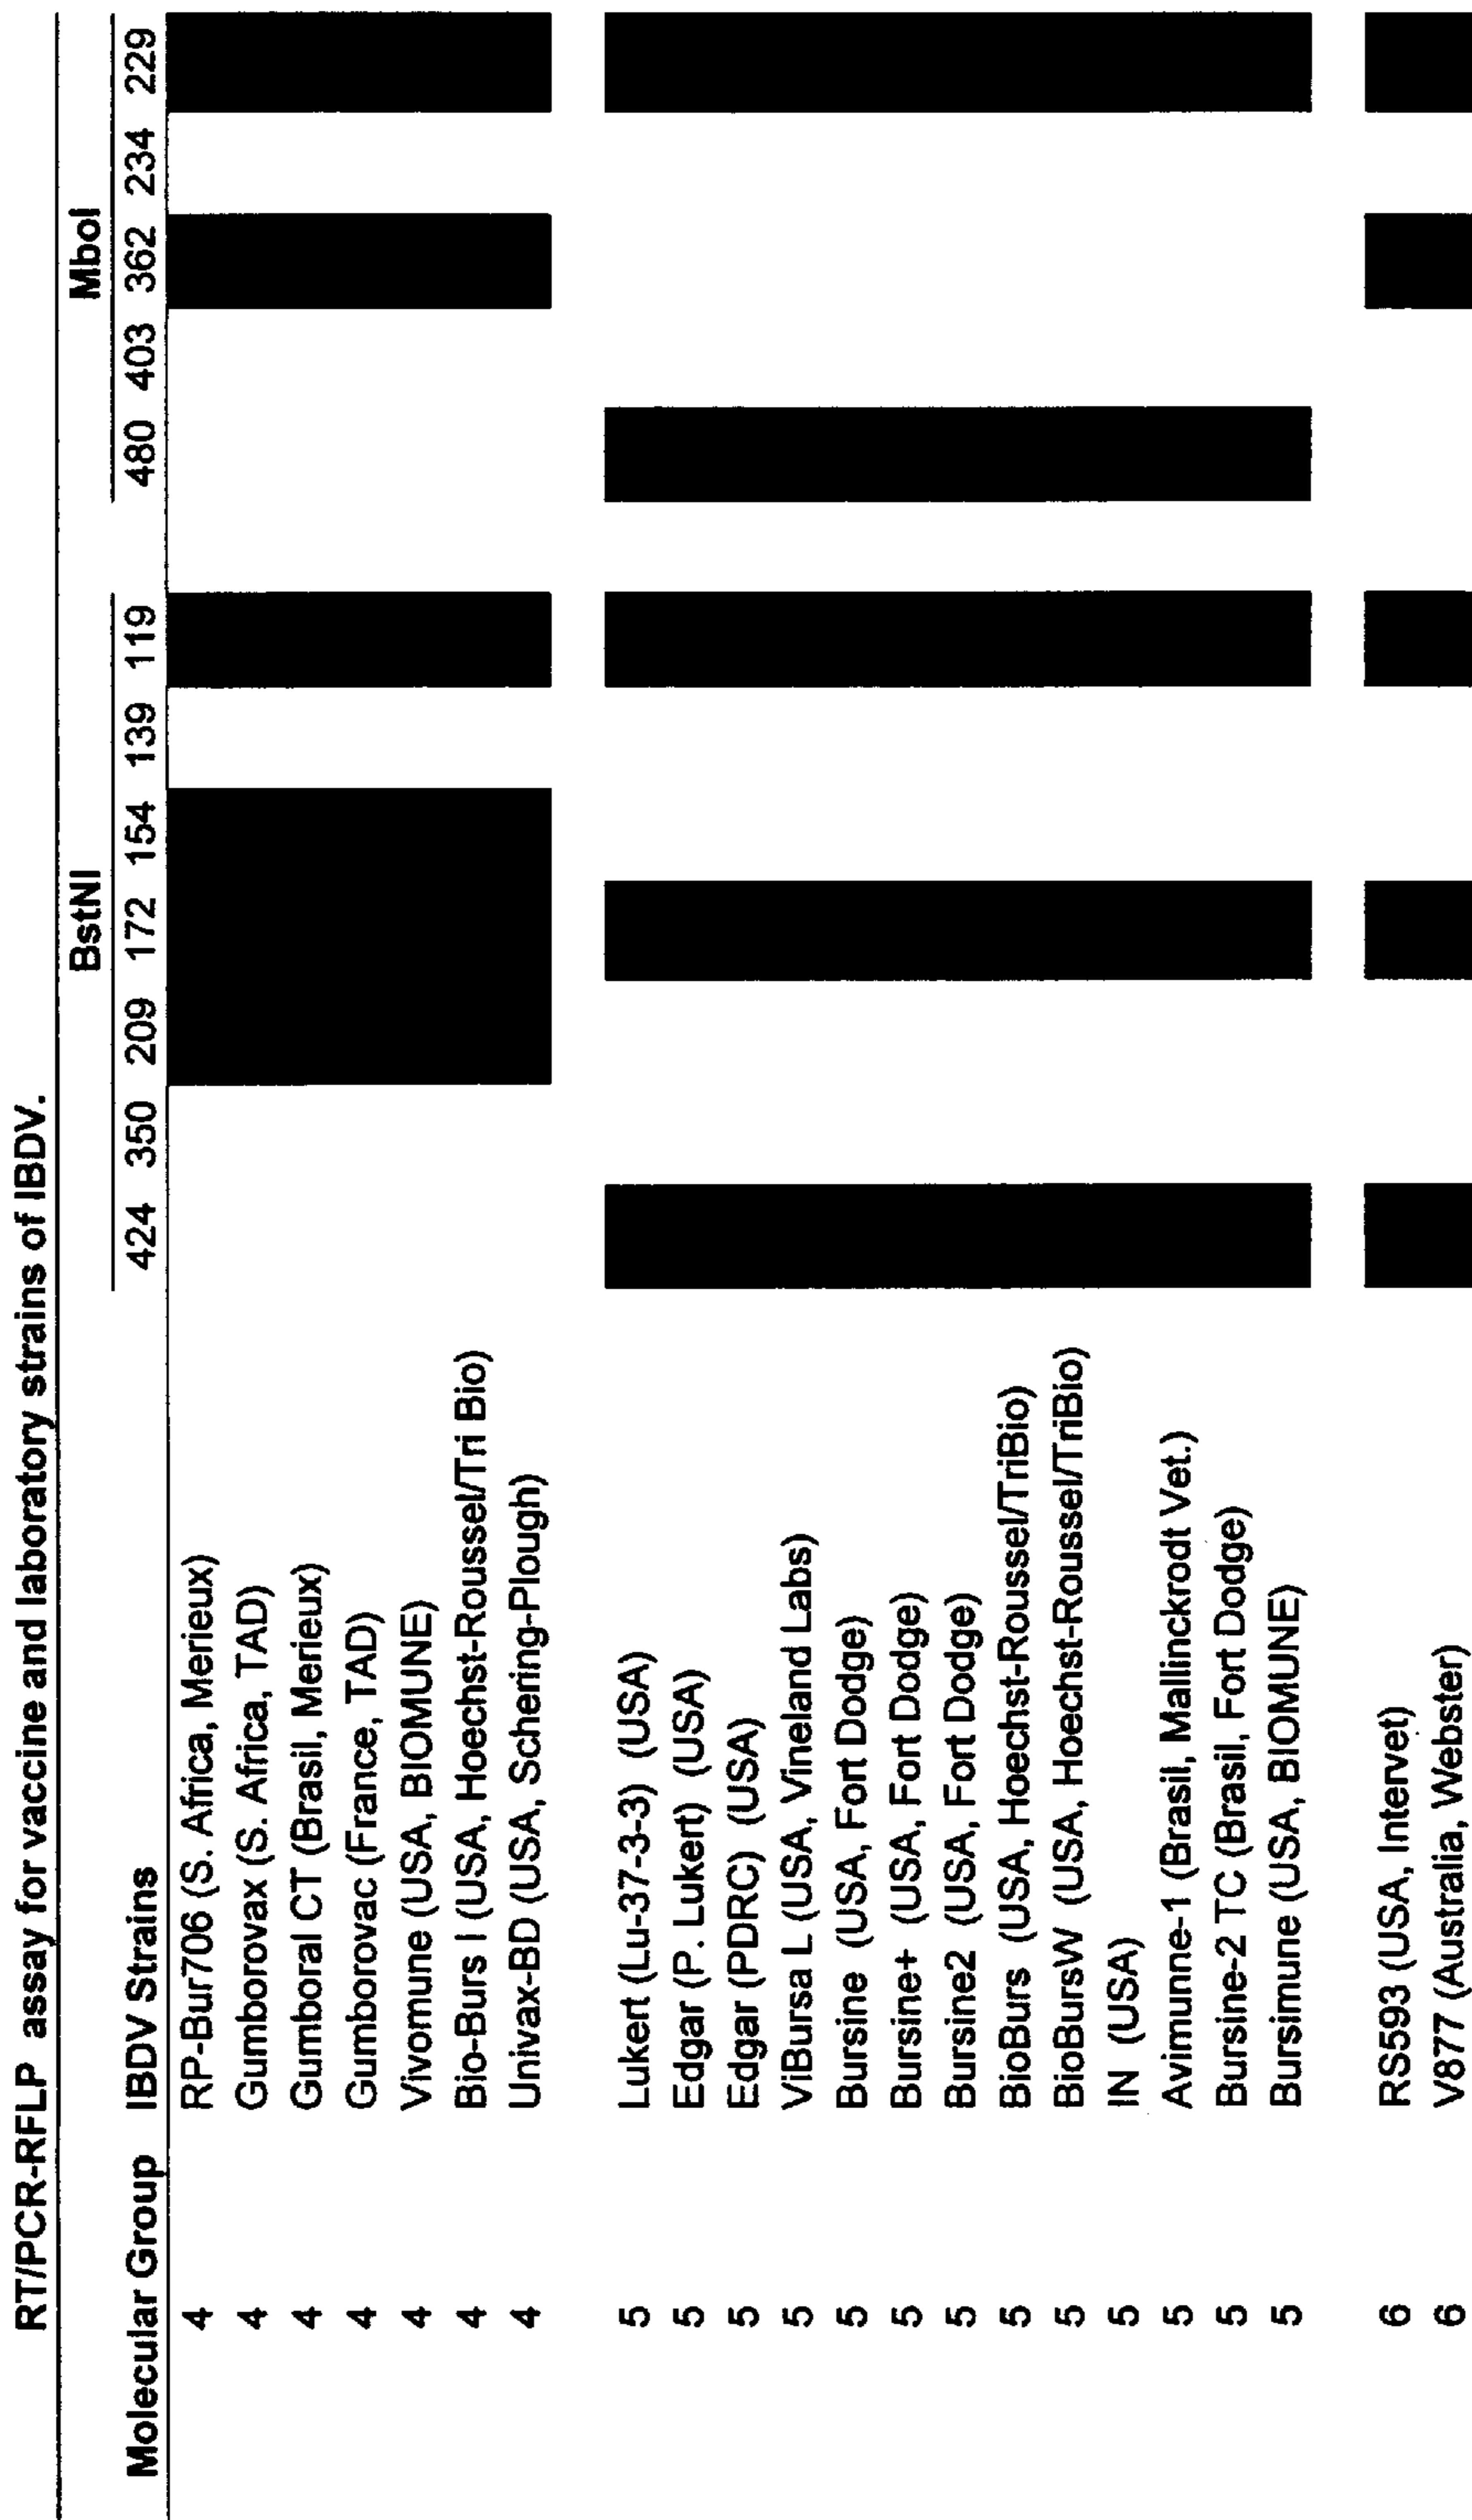 RT/PCR-RFLP assay for vaccine and laboratory strains of IBDV.
BstNI MboI
Molecular Group IBDV Strains 424 350 209 172 154 139 119 480 403 362 234 229
4 RP-Bur706 (S. Africa, Merieux)
4 Gumborovax (S. Africa, TAD)
4 Gumboral CT (Brasil, Merieux)
4 Gumborovac (France, TAD)
4 Vivomune (USA, BIOMUNE)
4 Bio-Burs I (USA, Hoechst-Roussel/Tri Bio)
4 Univax-BD (USA, Schering-Plough)
5 Lukert (Lu-37-3-3) (USA)
5 Edgar (P. Lukert) (USA)
5 Edgar (PDRC) (USA)
5 ViBursa L (USA, Vineland Labs)
5 Bursine (USA, Fort Dodge)
5 Bursine+ (USA, Fort Dodge)
5 Bursine2 (USA, Fort Dodge)
5 BioBurs (USA, Hoechst-Roussel/TriBio)
5 BioBursW (USA, Hoechst-Roussel/TriBio)
5 IN (USA)
5 Avimunne-1 (Brasil, Mallinckrodt Vet.)
5 Bursine-2 TC (Brasil, Fort Dodge)
5 Bursimune (USA, BIOMUNE)
6 RS593 (USA, Intervet)
6 V877 (Australia, Webster)